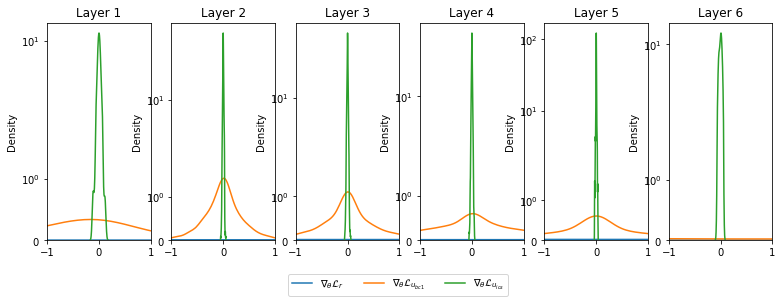 Layer 1 Layer 2 Layer 3 Layer 4 Layer 5 Layer 6
10¹ 10⁰ 0 Density −1 0 1
10¹ 10⁰ 0 Density −1 0 1
10¹ 10⁰ 0 Density −1 0 1
10¹ 10⁰ 0 Density −1 0 1
10² 10¹ 10⁰ 0 Density −1 0 1
10¹ 10⁰ 0 Density −1 0 1
∇θℒr ∇θℒu_bc1 ∇θℒu_ics